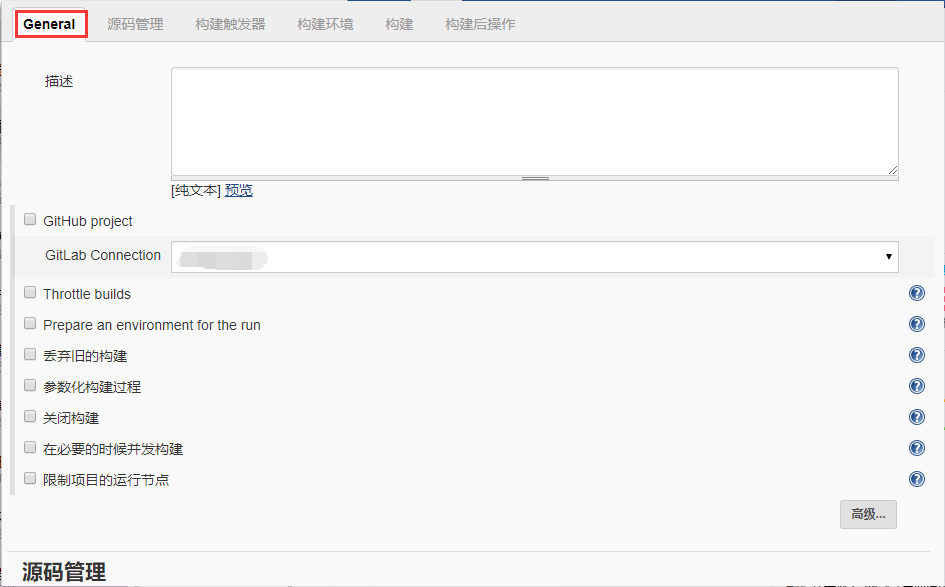 General 源码管理 构建触发器 构建环境 构建 构建后操作
描述
[纯文本] 预览
GitHub project
GitLab Connection
Throttle builds
Prepare an environment for the run
丢弃旧的构建
参数化构建过程
关闭构建
在必要的时候并发构建
限制项目的运行节点
高级...
源码管理